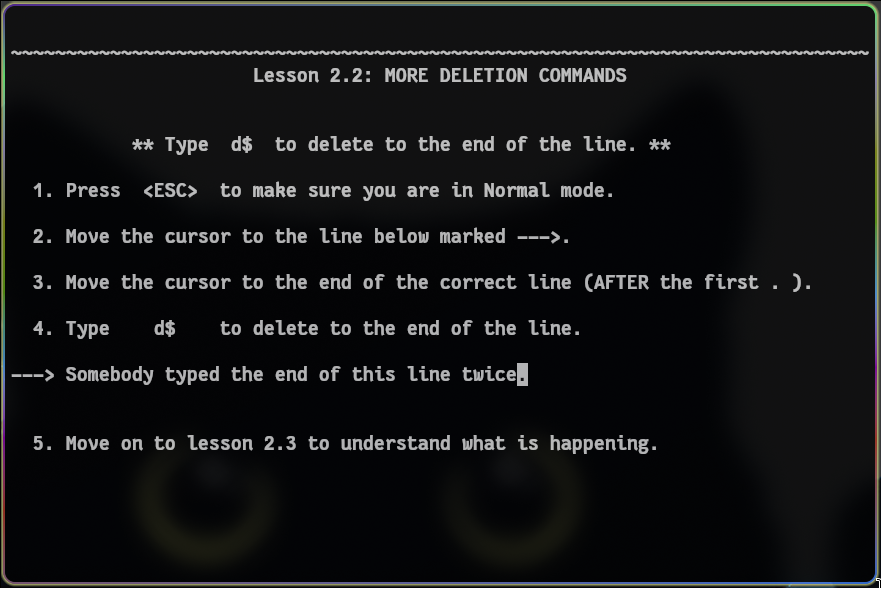 ~~~~~~~~~~~~~~~~~~~~~~~~~~~~~~~~~~~~~~~~~~~~~~~~~~~~~~~~~~~~~~~~~~~~~~~~~~~~~~
Lesson 2.2: MORE DELETION COMMANDS
** Type  d$  to delete to the end of the line. **
1. Press  <ESC>  to make sure you are in Normal mode.
2. Move the cursor to the line below marked --->.
3. Move the cursor to the end of the correct line (AFTER the first . ).
4. Type    d$    to delete to the end of the line.
---> Somebody typed the end of this line twice.
5. Move on to lesson 2.3 to understand what is happening.